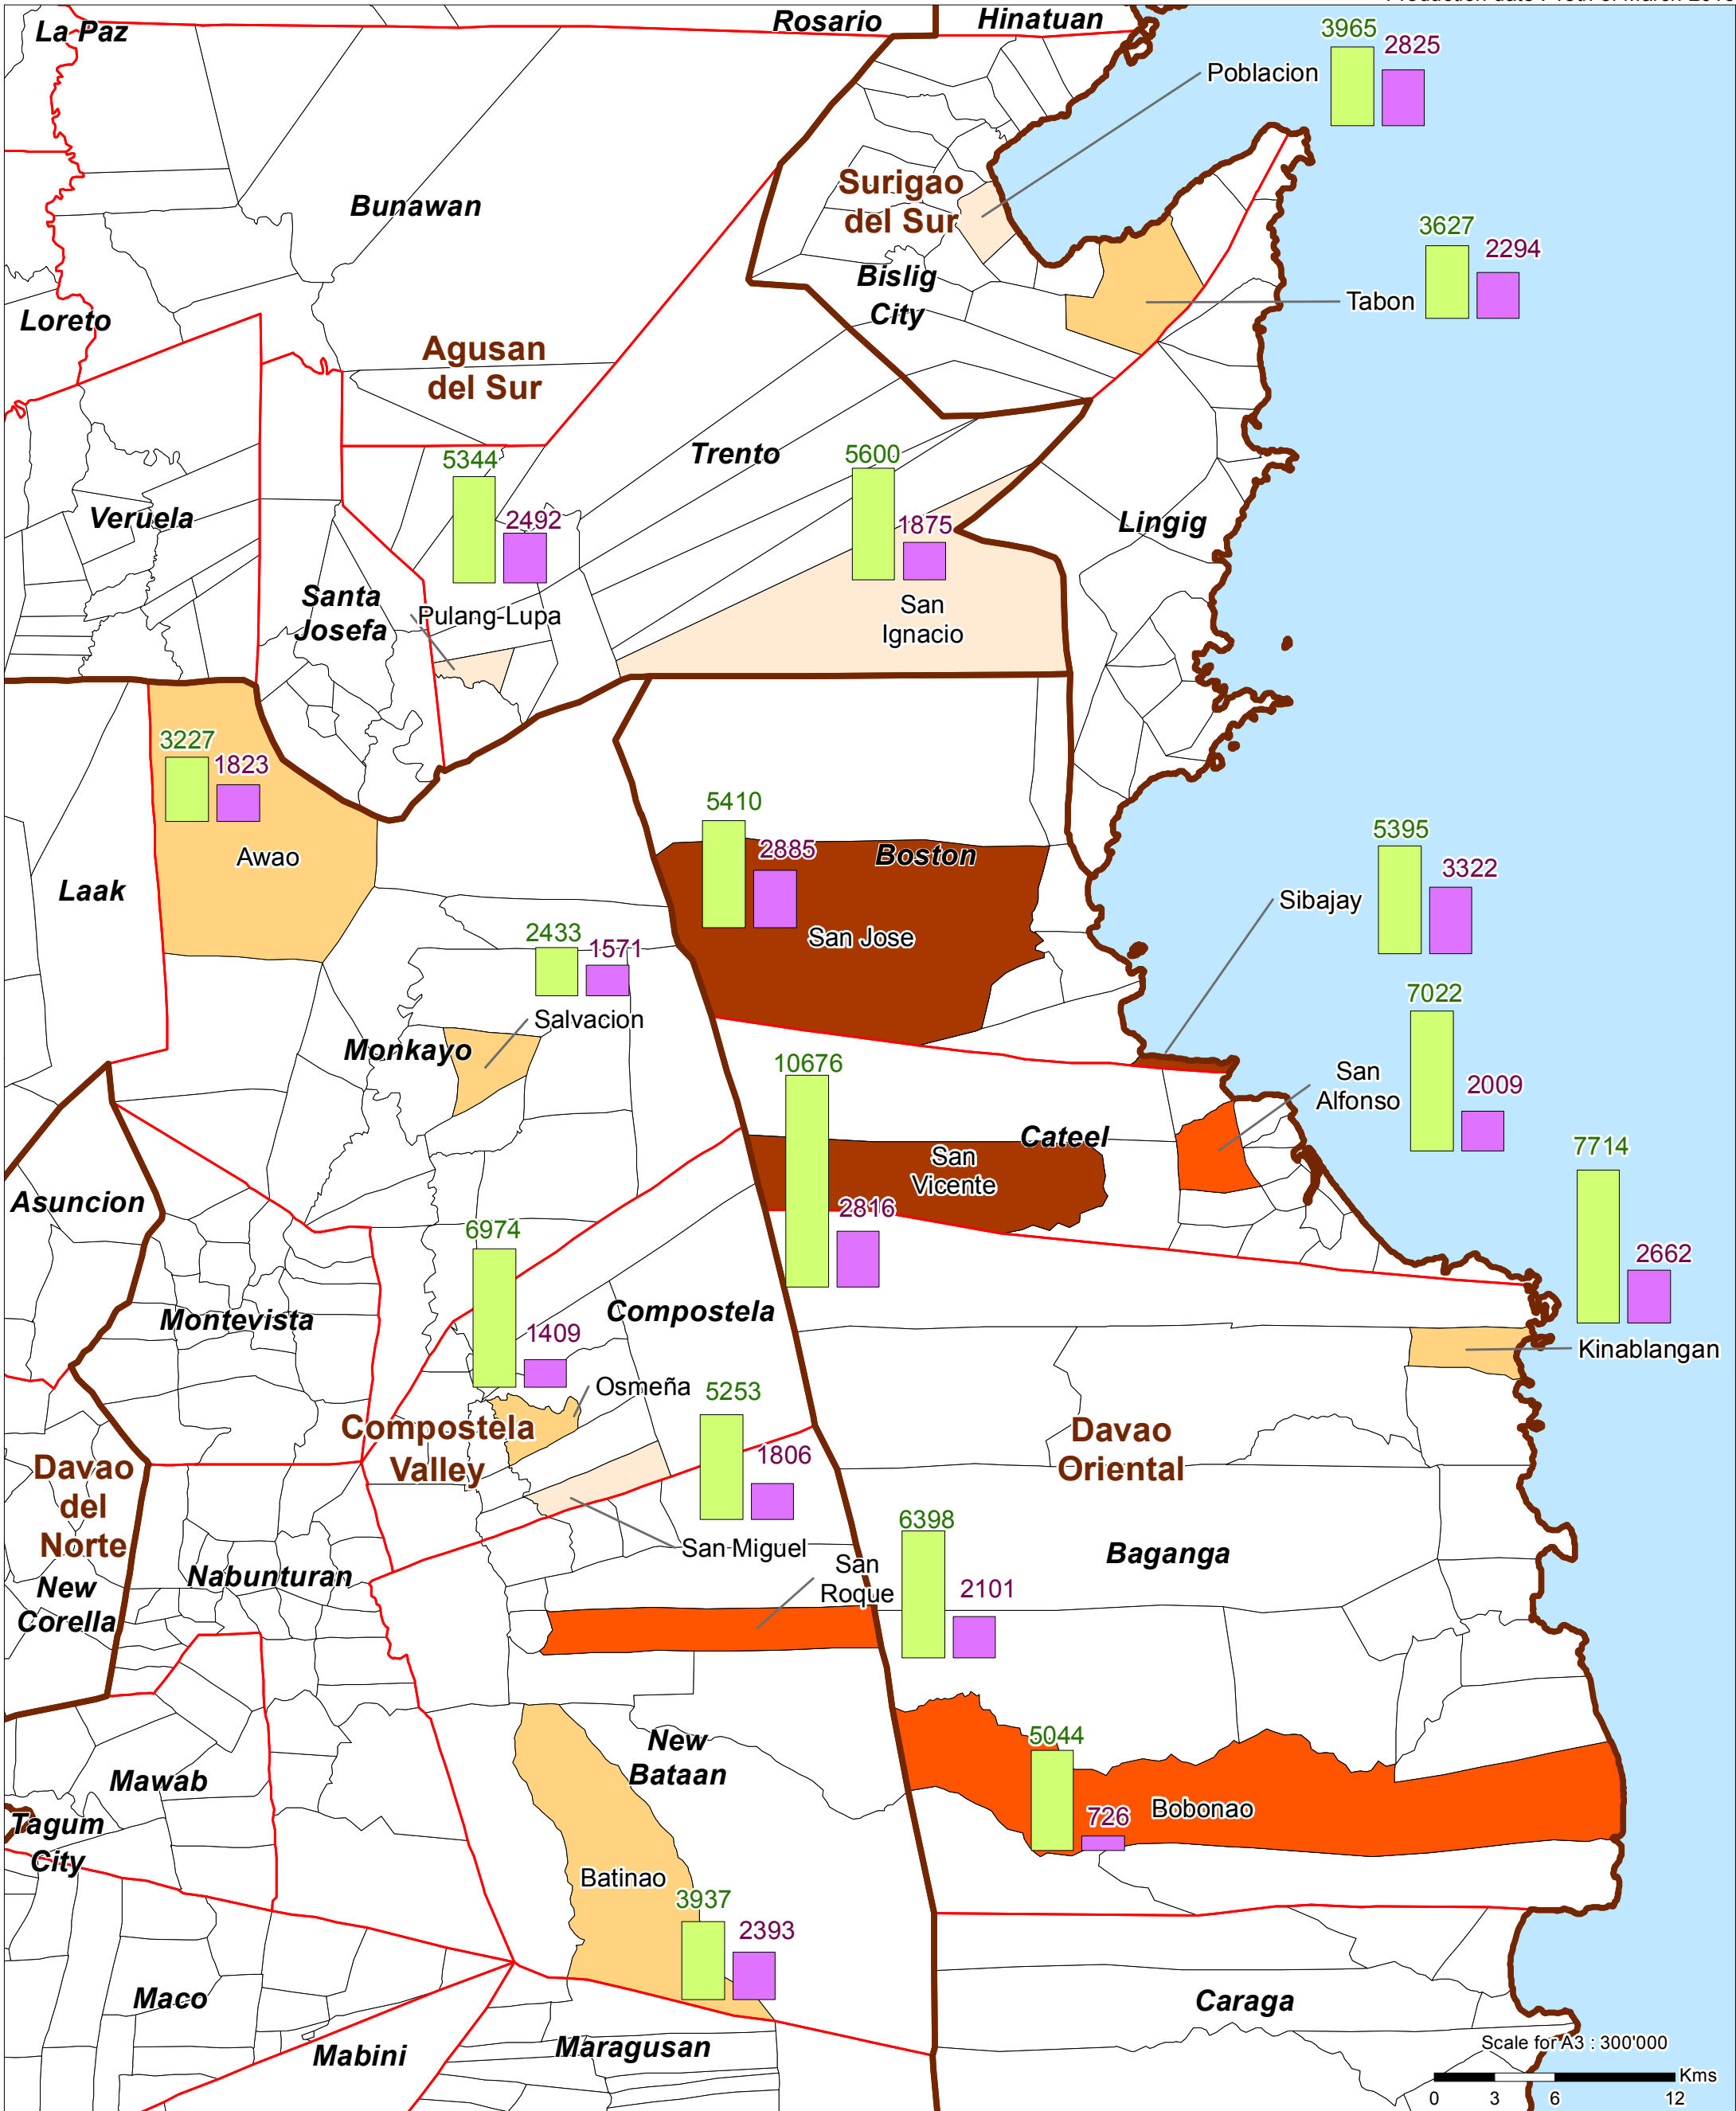 La Paz
Rosario
Hinatuan
3965
2825
Poblacion
Surigao
del Sur
Bunawan
3627
2294
Bislig
City
Tabon
Loreto
Agusan
del Sur
Trento
5344
5600
2492
1875
Veruela
Lingig
Santa
Josefa
Pulang-Lupa
San
Ignacio
3227
1823
5410
2885
Boston
Awao
5395
3322
Laak
Sibajay
San Jose
2433
1571
7022
Salvacion
Monkayo
10676
San
Alfonso
2009
Cateel
7714
San
Vicente
Asuncion
2816
6974
2662
Compostela
Montevista
1409
Kinablangan
Osmeña
5253
Compostela
Valley
1806
Davao
Oriental
Davao
del
Norte
6398
San Miguel
Baganga
San
Roque
New
Corella
Nabunturan
2101
New
Bataan
5044
Mawab
726
Bobonao
Tagum
City
Batinao
3937
2393
Maco
Caraga
Mabini
Maragusan
Scale for A3 : 300'000
Kms
0 3 6 12